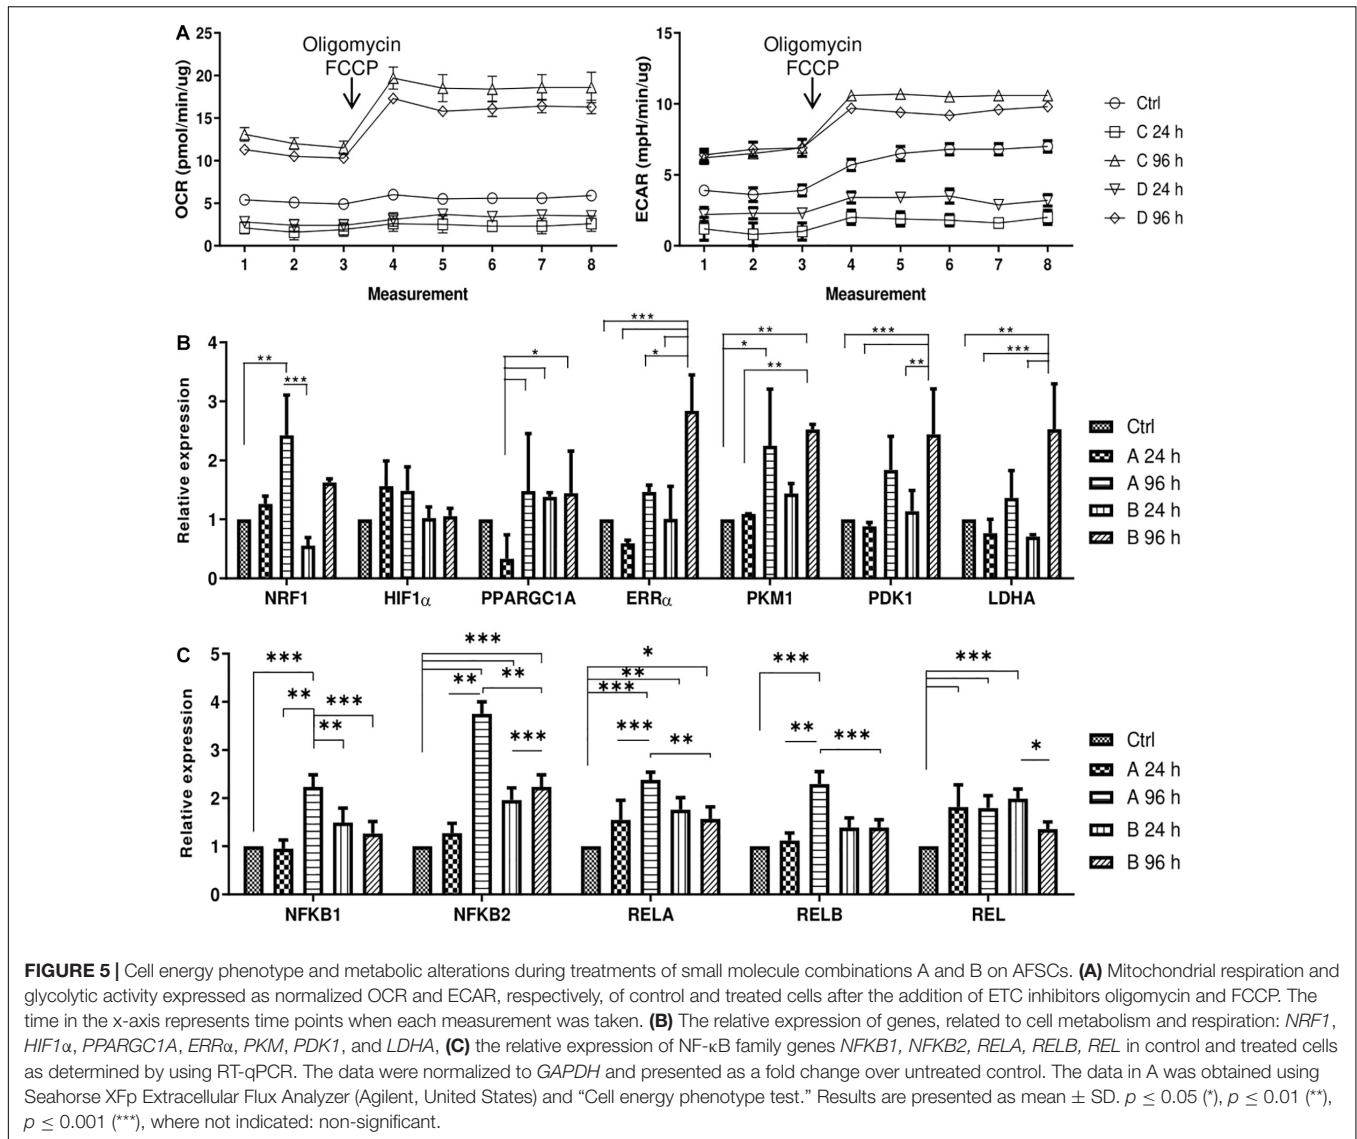 A
Oligomycin
FCCP
OCR (pmol/min/ug)
25
20
15
10
5
0
1 2 3 4 5 6 7 8
Measurement
Oligomycin
FCCP
ECAR (mpH/min/ug)
15
10
5
0
1 2 3 4 5 6 7 8
Measurement
Ctrl
C 24 h
C 96 h
D 24 h
D 96 h
B
Relative expression
4
3
2
1
0
** ***
*
*** *
** * **
*** **
** ***
NRF1 HIF1α PPARGC1A ERRα PKM1 PDK1 LDHA
Ctrl
A 24 h
A 96 h
B 24 h
B 96 h
C
Relative expression
5
4
3
2
1
0
*** ** *** **
*** ** ** ***
* ** *** *** **
*** ** ***
*** *
NFKB1 NFKB2 RELA RELB REL
Ctrl
A 24 h
A 96 h
B 24 h
B 96 h
FIGURE 5 | Cell energy phenotype and metabolic alterations during treatments of small molecule combinations A and B on AFSCs. (A) Mitochondrial respiration and
glycolytic activity expressed as normalized OCR and ECAR, respectively, of control and treated cells after the addition of ETC inhibitors oligomycin and FCCP. The
time in the x-axis represents time points when each measurement was taken. (B) The relative expression of genes, related to cell metabolism and respiration: NRF1,
HIF1α, PPARGC1A, ERRα, PKM, PDK1, and LDHA, (C) the relative expression of NF-κB family genes NFKB1, NFKB2, RELA, RELB, REL in control and treated cells
as determined by using RT-qPCR. The data were normalized to GAPDH and presented as a fold change over untreated control. The data in A was obtained using
Seahorse XFp Extracellular Flux Analyzer (Agilent, United States) and “Cell energy phenotype test.” Results are presented as mean ± SD. p ≤ 0.05 (*), p ≤ 0.01 (**),
p ≤ 0.001 (***), where not indicated: non-significant.